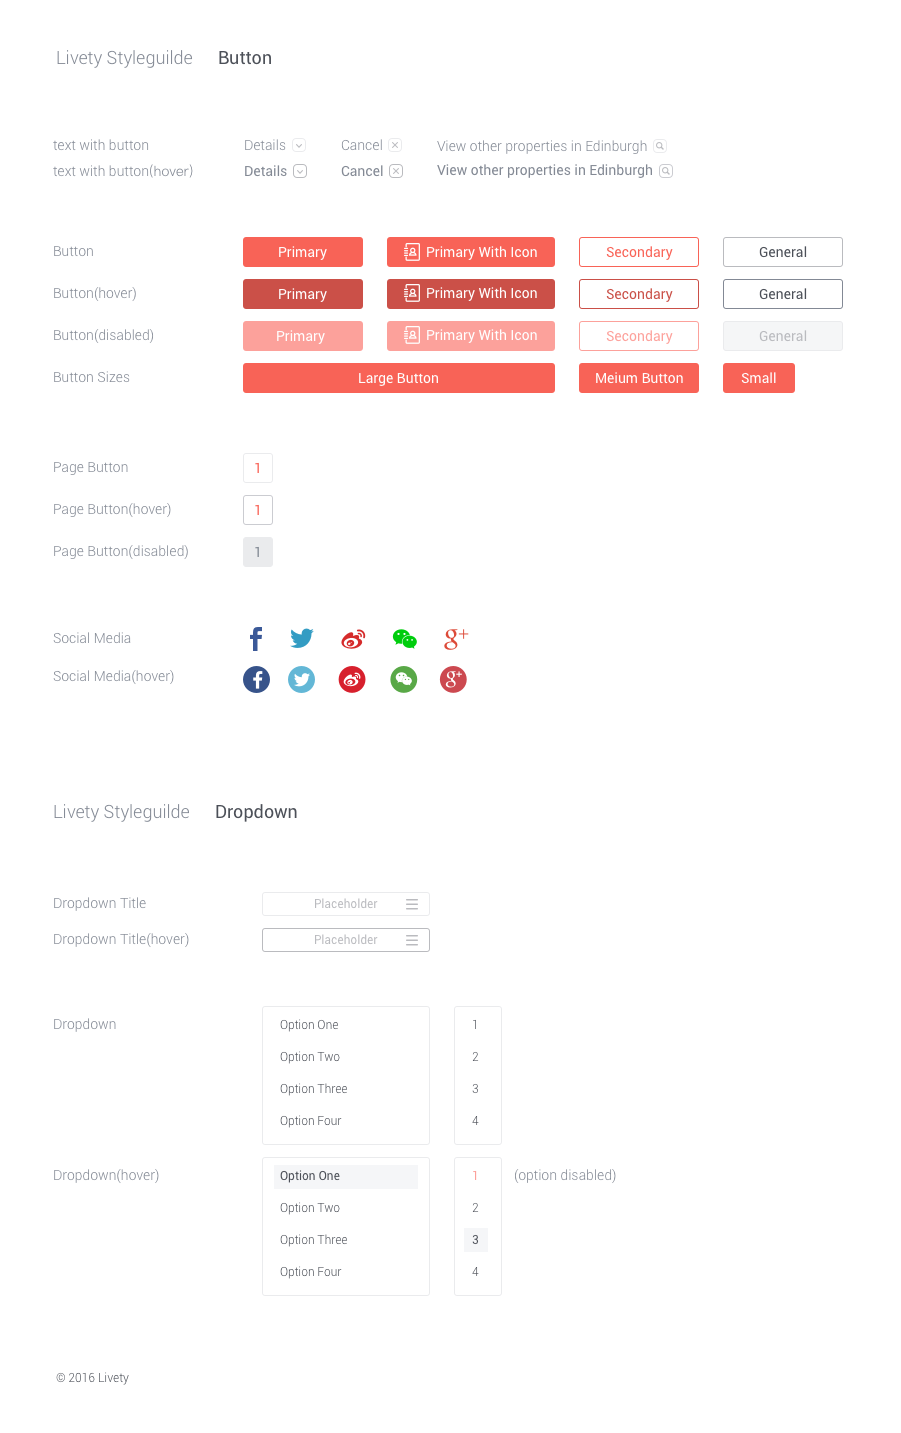 Livety Styleguilde Button
text with button Details Cancel View other properties in Edinburgh
text with button(hover) Details Cancel View other properties in Edinburgh
Button Primary Primary With Icon Secondary General
Button(hover) Primary Primary With Icon Secondary General
Button(disabled) Primary Primary With Icon Secondary General
Button Sizes Large Button Meium Button Small
Page Button 1
Page Button(hover) 1
Page Button(disabled) 1
Social Media
Social Media(hover)
Livety Styleguilde Dropdown
Dropdown Title Placeholder
Dropdown Title(hover) Placeholder
Dropdown Option One 1
Option Two 2
Option Three 3
Option Four 4
Dropdown(hover) Option One 1 (option disabled)
Option Two 2
Option Three 3
Option Four 4
© 2016 Livety